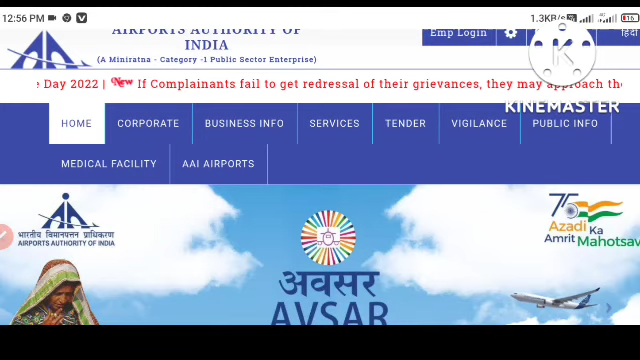 12:56 PM
1.3KB/s
16
AIRPORTS AUTHORITY OF
INDIA
(A Miniratna - Category -1 Public Sector Enterprise)
Emp Login
हिंदी
e Day 2022 | New If Complainants fail to get redressal of their grievances, they may approach the
KINEMASTER
HOME
CORPORATE
BUSINESS INFO
SERVICES
TENDER
VIGILANCE
PUBLIC INFO
MEDICAL FACILITY
AAI AIRPORTS
भारतीय विमानपत्तन प्राधिकरण
AIRPORTS AUTHORITY OF INDIA
75
Azadi Ka
Amrit Mahotsav
अवसर
AVSAR